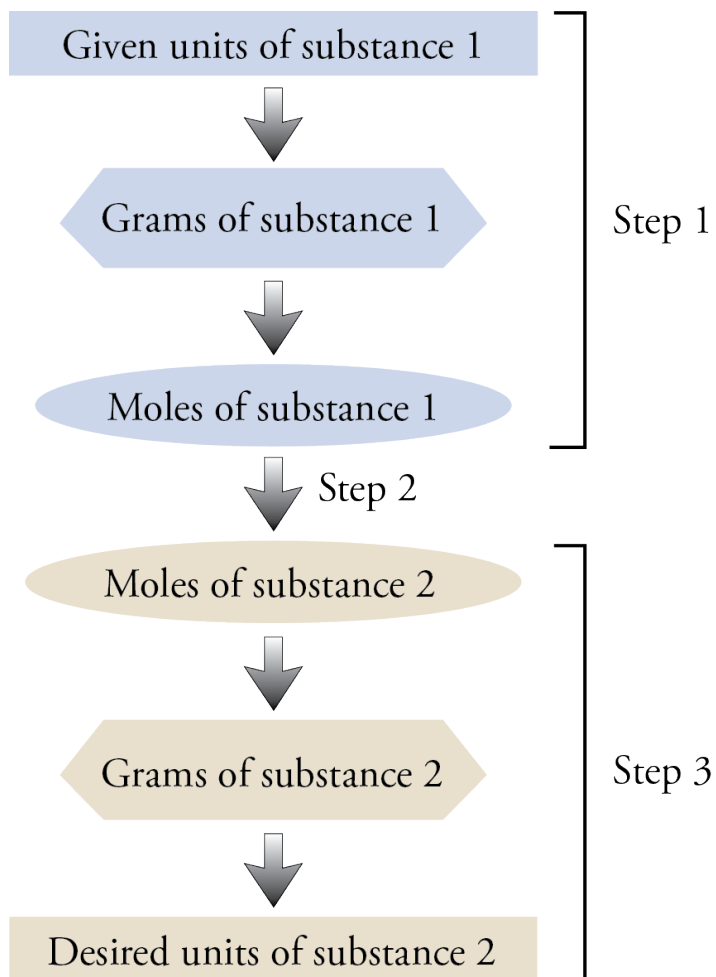 Given units of substance 1
Grams of substance 1
Step 1
Moles of substance 1
Step 2
Moles of substance 2
Grams of substance 2
Step 3
Desired units of substance 2